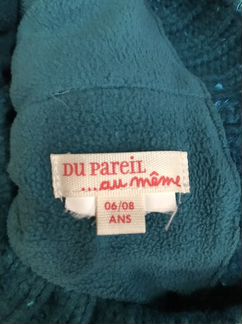 DU PAREIL
...au même
06/08
ANS